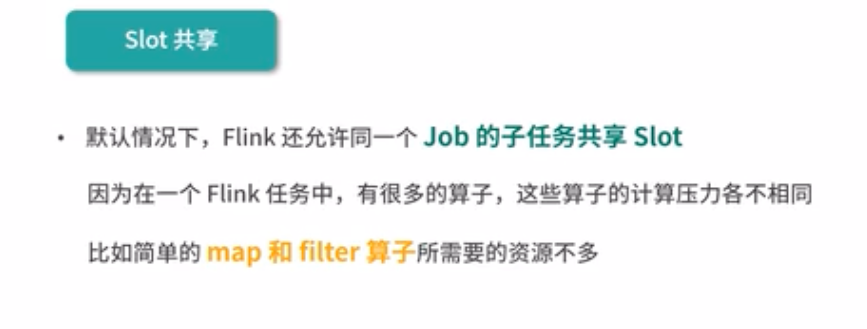 Slot 共享
• 默认情况下，Flink 还允许同一个 Job 的子任务共享 Slot
因为在一个 Flink 任务中，有很多的算子，这些算子的计算压力各不相同
比如简单的 map 和 filter 算子所需要的资源不多